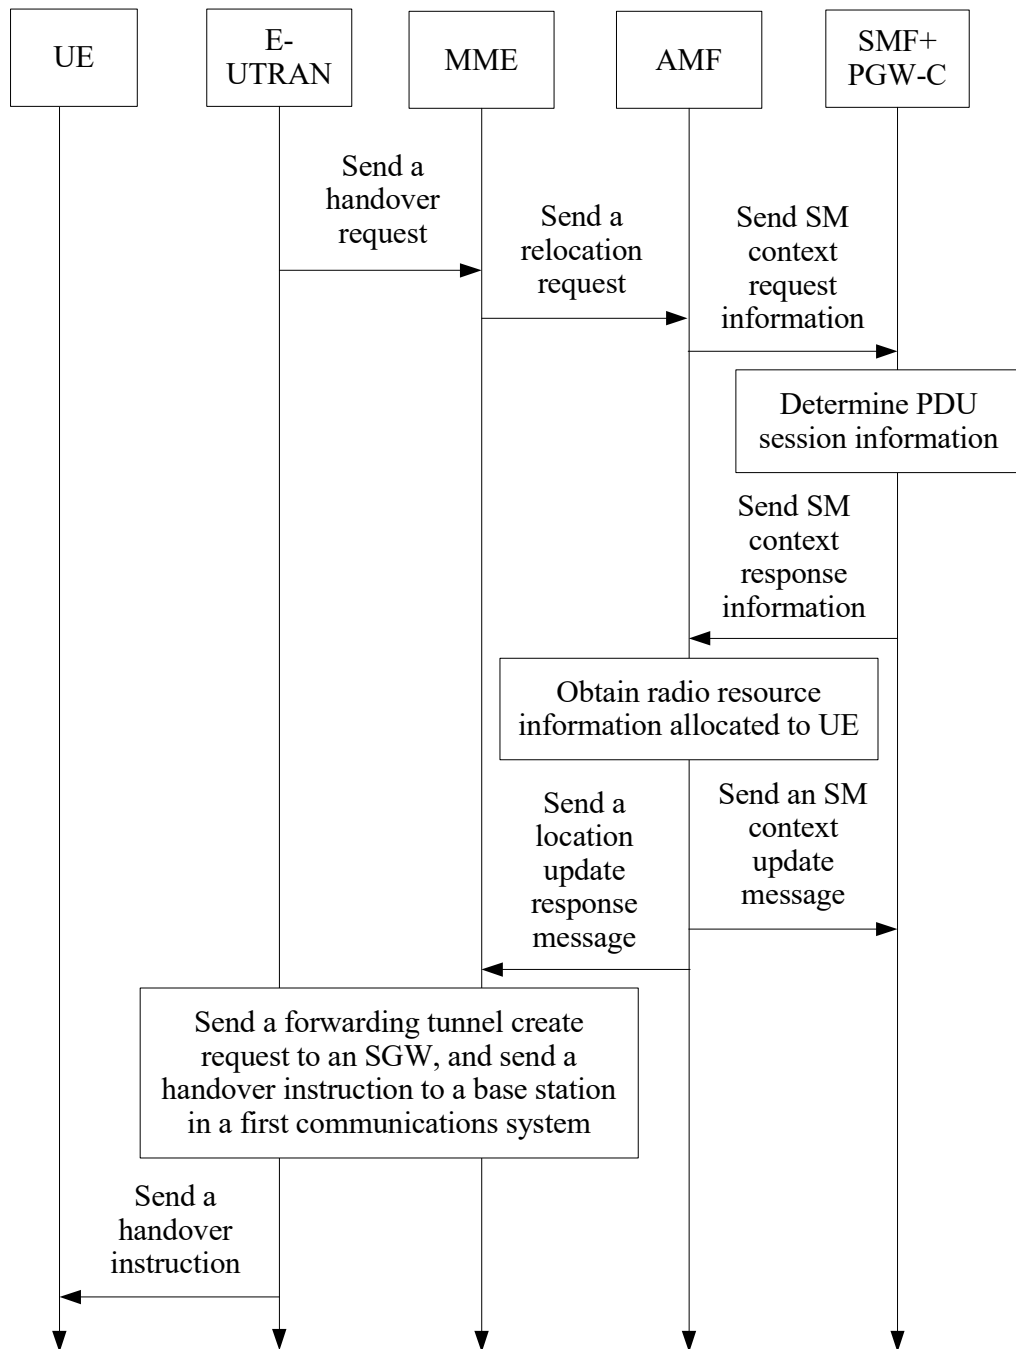 UE
E-
UTRAN
MME
AMF
SMF+
PGW-C
Send a
handover
request
Send a
relocation
request
Send SM
context
request
information
Determine PDU
session information
Send SM
context
response
information
Obtain radio resource
information allocated to UE
Send a
location
update
response
message
Send an SM
context
update
message
Send a forwarding tunnel create
request to an SGW, and send a
handover instruction to a base station
in a first communications system
Send a
handover
instruction